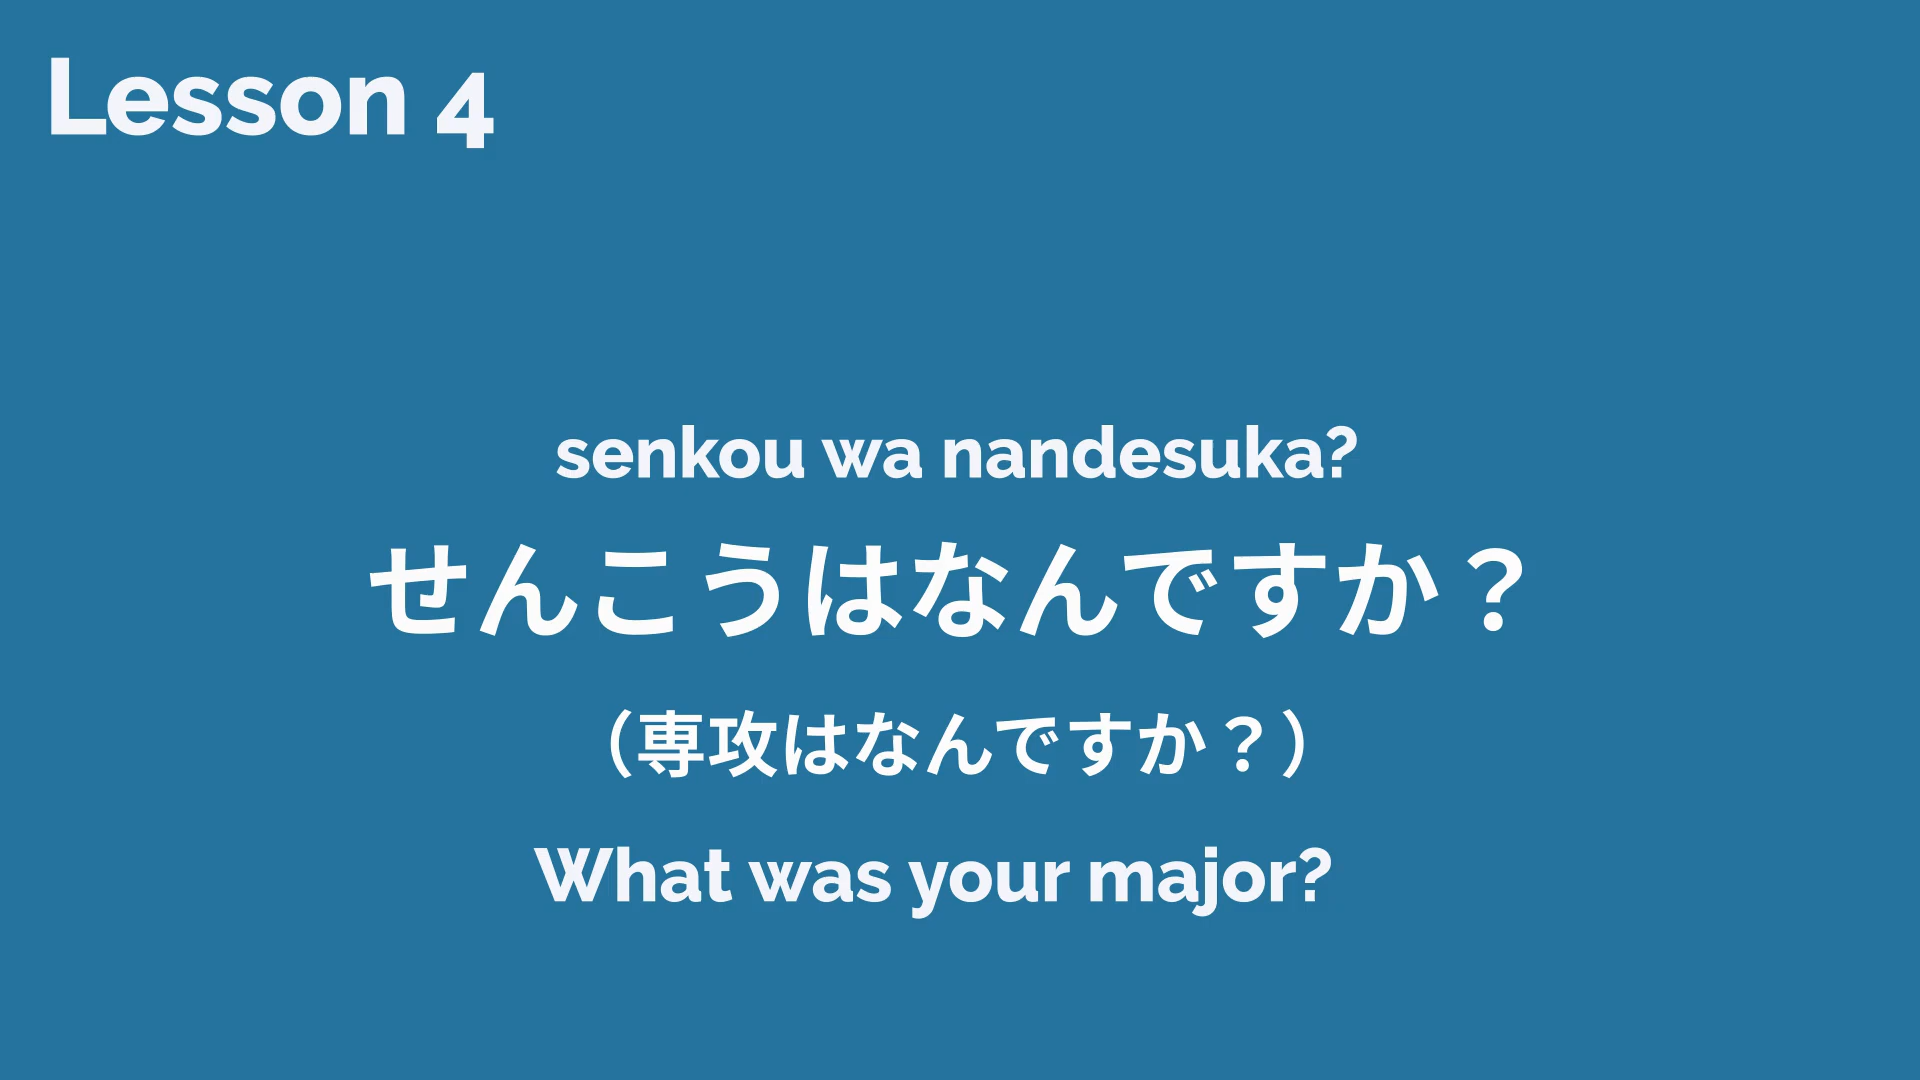 Lesson 4
senkou wa nandesuka?
せんこうはなんですか？
（専攻はなんですか？）
What was your major?